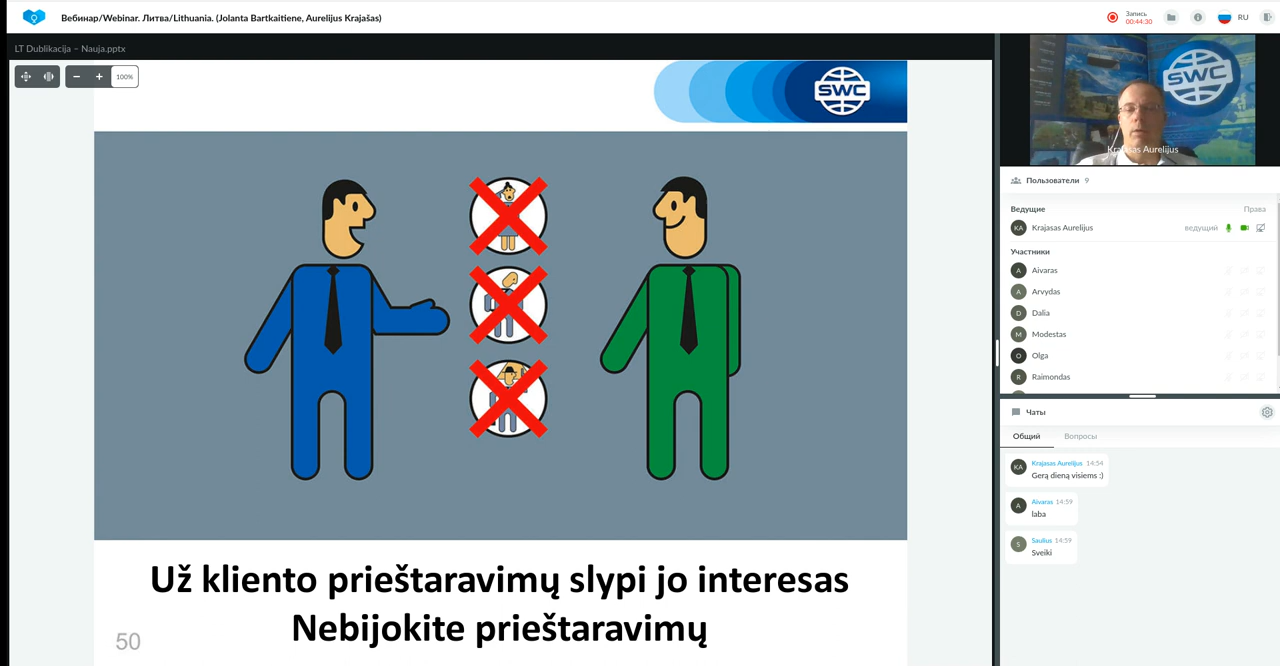 Вебинар/Webinar. Литва/Lithuania. (Jolanta Bartkaitiene, Aurelijus Krajašas)
Запись
00:44:30
RU
LT Dublikacija – Nauja.pptx
100%
SWC
SWC
Krajasas Aurelijus
Пользователи 9
Ведущие Права
KA Krajasas Aurelijus ведущий
Участники
A Aivaras
A Arvydas
D Dalia
M Modestas
O Olga
R Raimondas
Чаты
Общий Вопросы
KA Krajasas Aurelijus 14:54
Gerą dieną visiems :)
A Aivaras 14:59
laba
S Saulius 14:59
Sveiki
Už kliento prieštaravimų slypi jo interesas
Nebijokite prieštaravimų
50